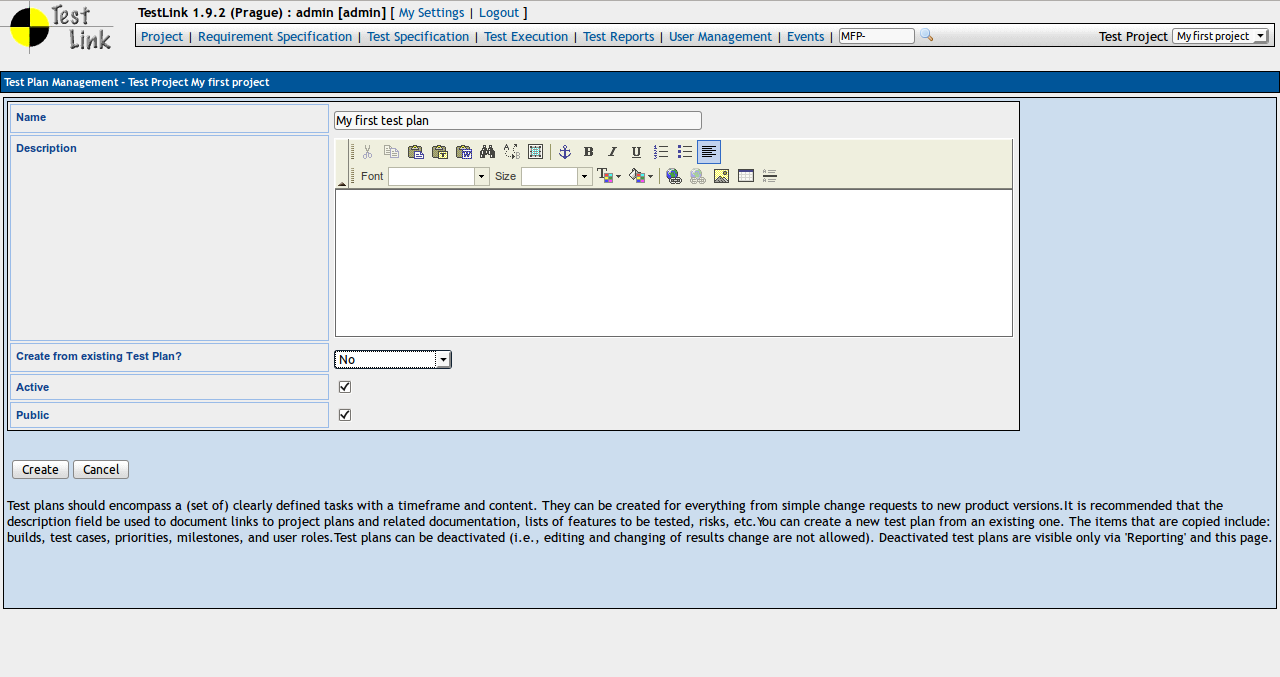 Test Link
TestLink 1.9.2 (Prague) : admin [admin] [ My Settings | Logout ]
Project | Requirement Specification | Test Specification | Test Execution | Test Reports | User Management | Events | MFP- Test Project My first project
Test Plan Management - Test Project My first project
Name My first test plan
Description
B I U
Font Size
Create from existing Test Plan? No
Active
Public
Create Cancel
Test plans should encompass a (set of) clearly defined tasks with a timeframe and content. They can be created for everything from simple change requests to new product versions.It is recommended that the
description field be used to document links to project plans and related documentation, lists of features to be tested, risks, etc.You can create a new test plan from an existing one. The items that are copied include:
builds, test cases, priorities, milestones, and user roles.Test plans can be deactivated (i.e., editing and changing of results change are not allowed). Deactivated test plans are visible only via 'Reporting' and this page.